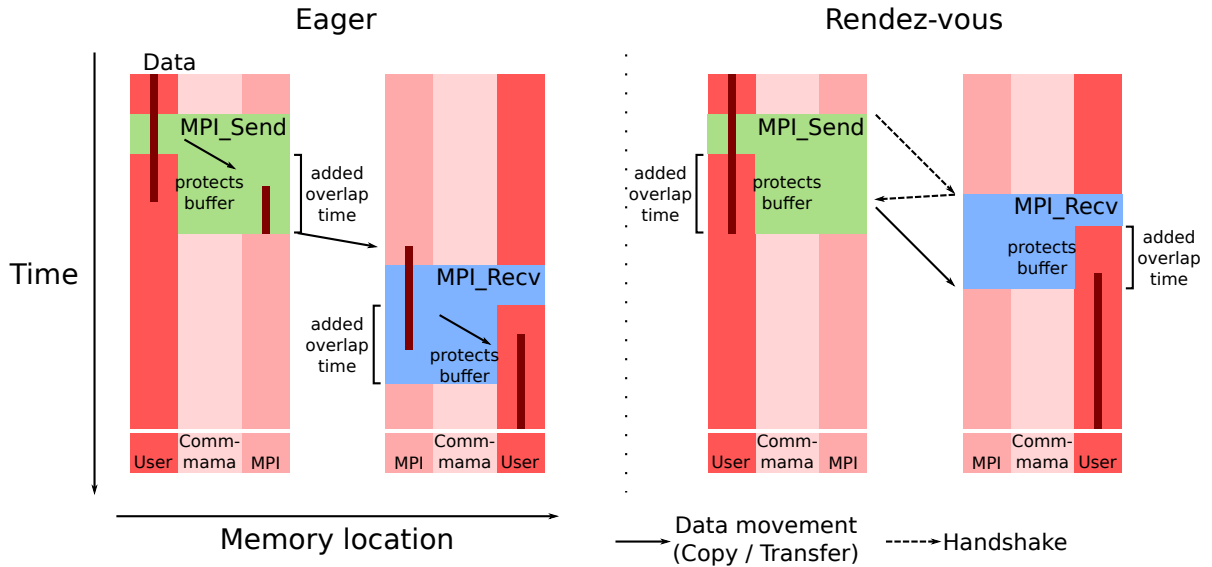 Eager
Rendez-vous
Data
MPI_Send
protects
buffer
added
overlap
time
Time
MPI_Recv
added
overlap
time
protects
buffer
User
Comm-
mama
MPI
MPI
Comm-
mama
User
Memory location
MPI_Send
added
overlap
time
protects
buffer
MPI_Recv
protects
buffer
added
overlap
time
User
Comm-
mama
MPI
MPI
Comm-
mama
User
Data movement
(Copy / Transfer)
Handshake